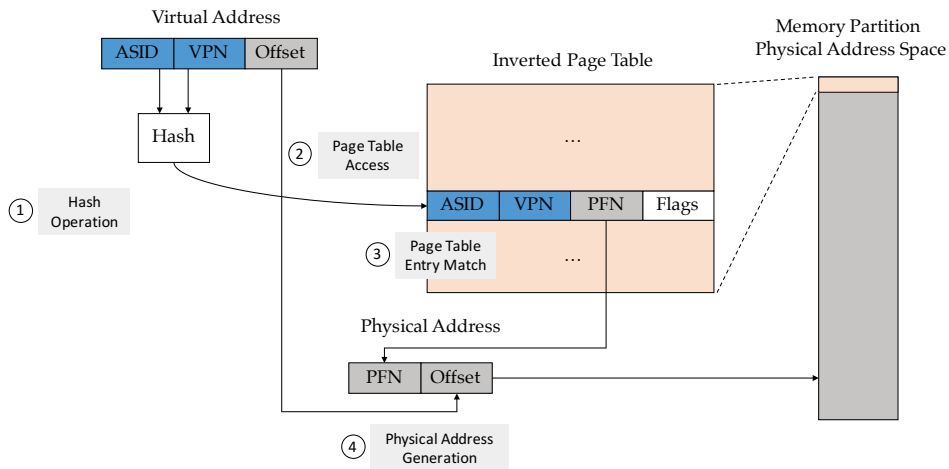 Virtual Address
ASID VPN Offset
Hash
1 Hash
Operation
Inverted Page Table
2 Page Table
Access
...
ASID VPN PFN Flags
3 Page Table
Entry Match
...
Memory Partition
Physical Address Space
Physical Address
PFN Offset
4 Physical Address
Generation